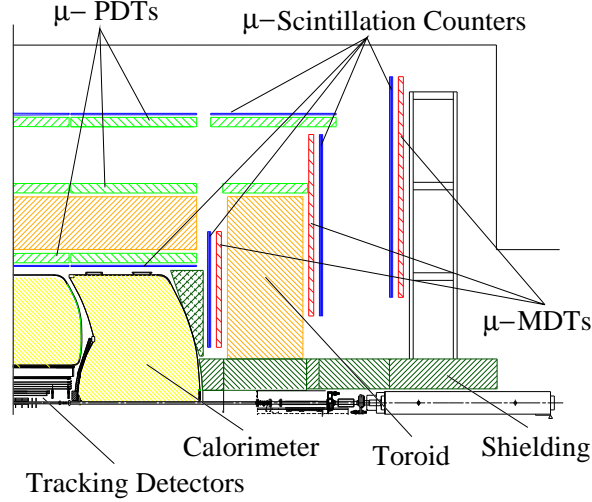 μ− PDTs
μ−Scintillation Counters
μ−MDTs
Calorimeter
Toroid
Shielding
Tracking Detectors